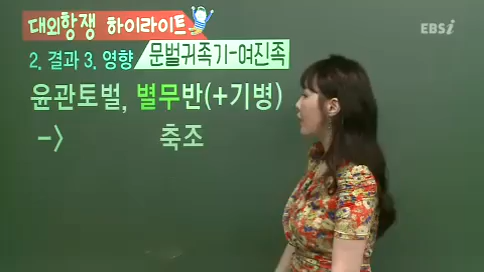 대외항쟁 하이라이트
EBSi
2. 결과 3. 영향 문벌귀족기-여진족
윤관토벌, 별무반(+기병)
-> 축조